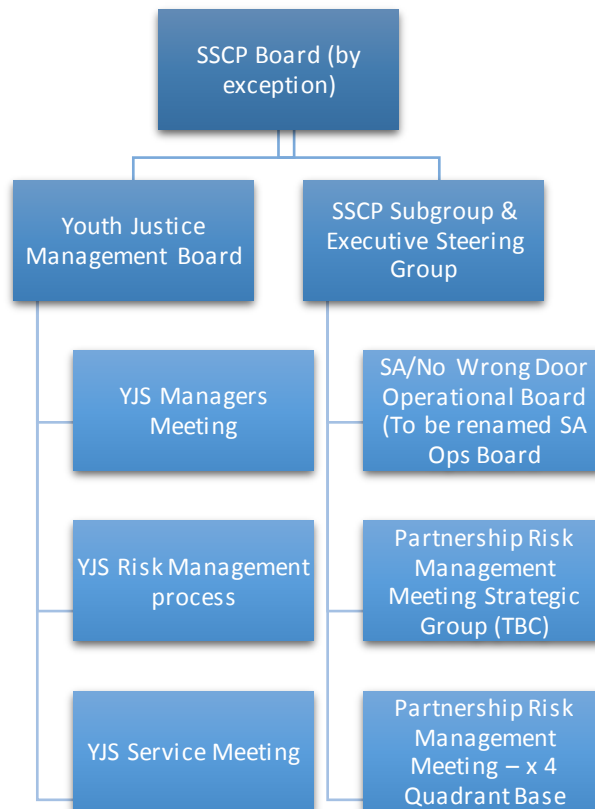 SSCP Board (by
exception)
Youth Justice
Management Board
SSCP Subgroup &
Executive Steering
Group
YJS Managers
Meeting
SA/No Wrong Door
Operational Board
(To be renamed SA
Ops Board
YJS Risk Management
process
Partnership Risk
Management
Meeting Strategic
Group (TBC)
YJS Service Meeting
Partnership Risk
Management
Meeting – x 4
Quadrant Base